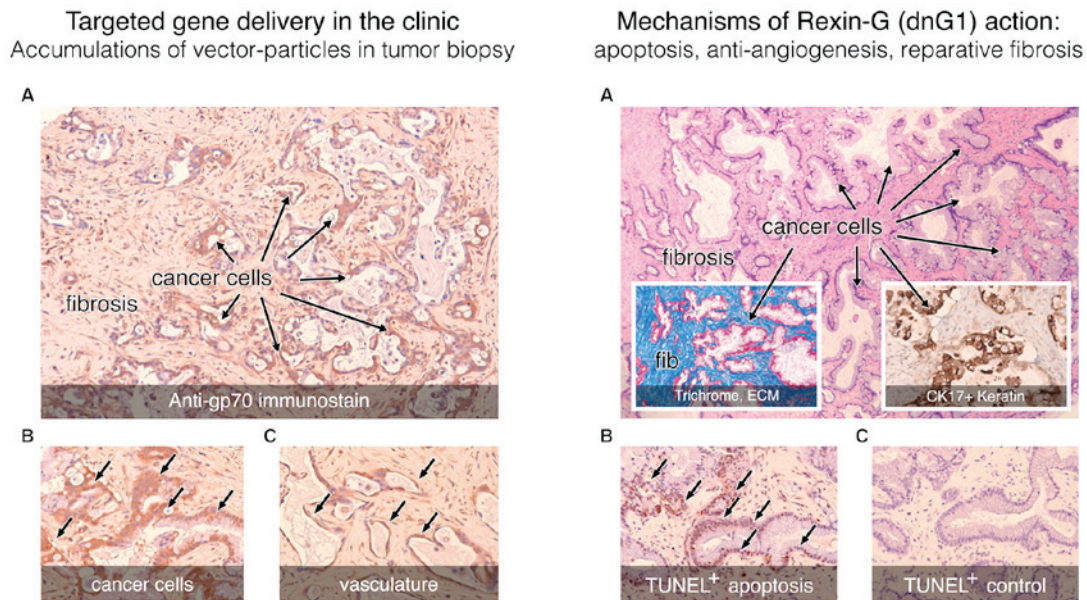 Targeted gene delivery in the clinic
Accumulations of vector-particles in tumor biopsy
A
cancer cells
fibrosis
Anti-gp70 immunostain
B
cancer cells
C
vasculature
Mechanisms of Rexin-G (dnG1) action:
apoptosis, anti-angiogenesis, reparative fibrosis
A
cancer cells
fibrosis
fib
Trichrome, ECM
CK17+ Keratin
B
TUNEL+ apoptosis
C
TUNEL+ control